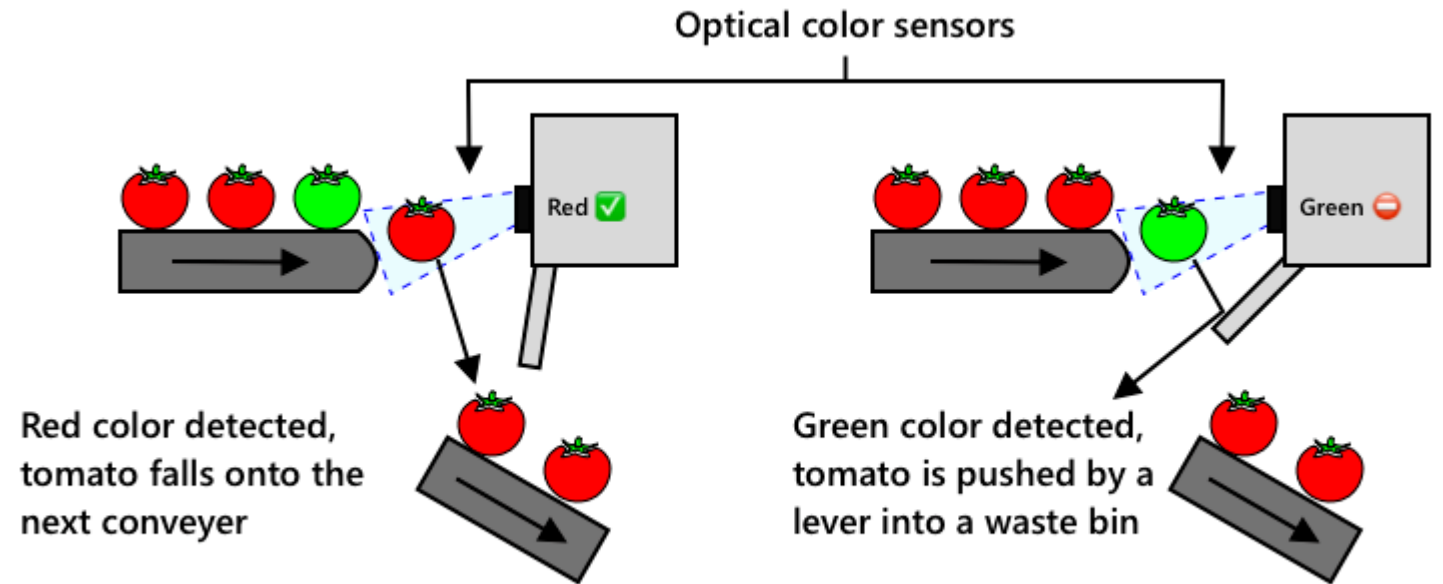 Optical color sensors
Red ✅
Green ⛔
Red color detected,
tomato falls onto the
next conveyer
Green color detected,
tomato is pushed by a
lever into a waste bin